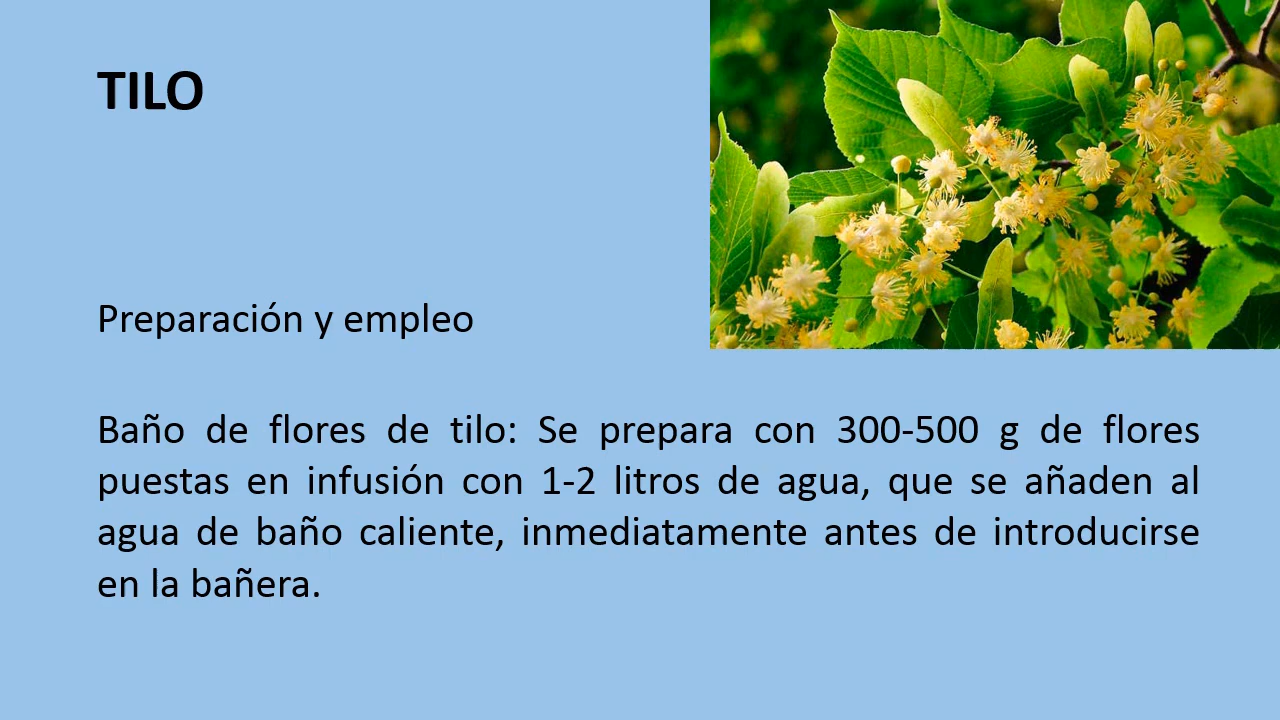 TILO
Preparación y empleo
Baño de flores de tilo: Se prepara con 300-500 g de flores
puestas en infusión con 1-2 litros de agua, que se añaden al
agua de baño caliente, inmediatamente antes de introducirse
en la bañera.